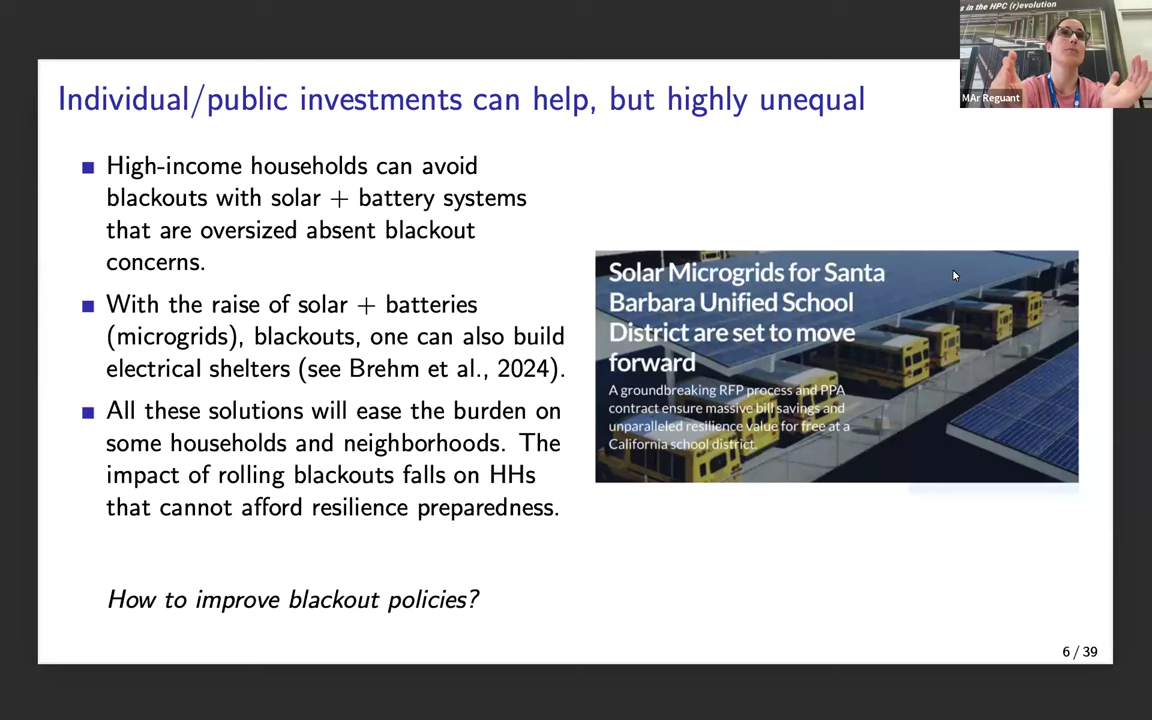 s in the HPC (r)evolution
MAr Reguant
Individual/public investments can help, but highly unequal
High-income households can avoid
blackouts with solar + battery systems
that are oversized absent blackout
concerns.
With the raise of solar + batteries
(microgrids), blackouts, one can also build
electrical shelters (see Brehm et al., 2024).
All these solutions will ease the burden on
some households and neighborhoods. The
impact of rolling blackouts falls on HHs
that cannot afford resilience preparedness.
How to improve blackout policies?
Solar Microgrids for Santa
Barbara Unified School
District are set to move
forward
A groundbreaking RFP process and PPA
contract ensure massive bill savings and
unparalleled resilience value for free at a
California school district.
6 / 39